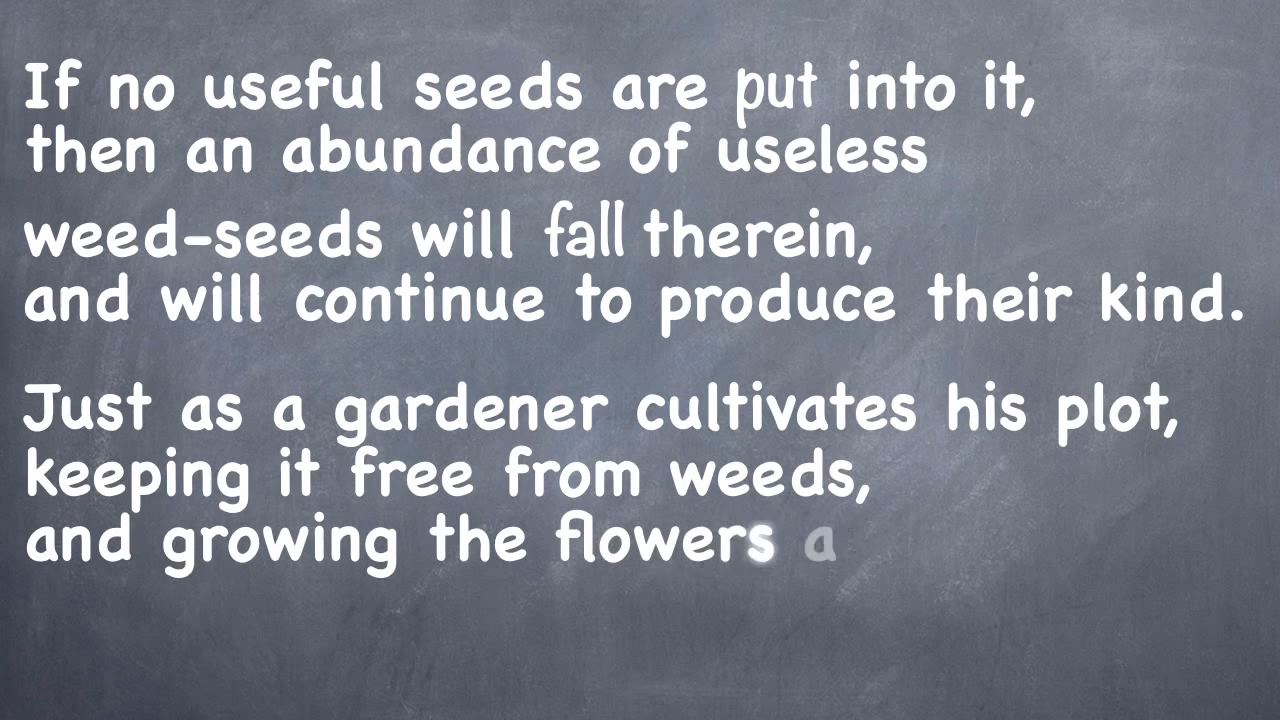 If no useful seeds are put into it,
then an abundance of useless
weed-seeds will fall therein,
and will continue to produce their kind.
Just as a gardener cultivates his plot,
keeping it free from weeds,
and growing the flowers a